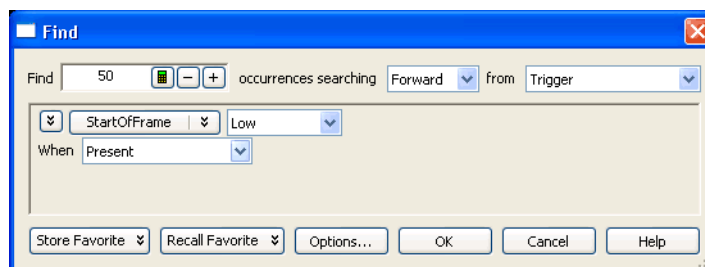 Find
Find 50 − + occurrences searching Forward from Trigger
StartOfFrame Low
When Present
Store Favorite Recall Favorite Options... OK Cancel Help